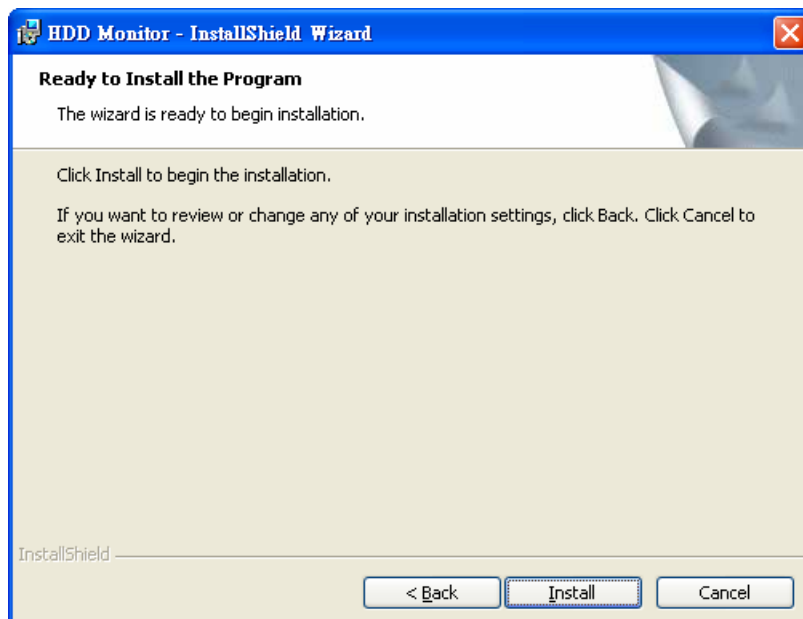 HDD Monitor - InstallShield Wizard
Ready to Install the Program
The wizard is ready to begin installation.
Click Install to begin the installation.
If you want to review or change any of your installation settings, click Back. Click Cancel to
exit the wizard.
InstallShield
< Back
Install
Cancel